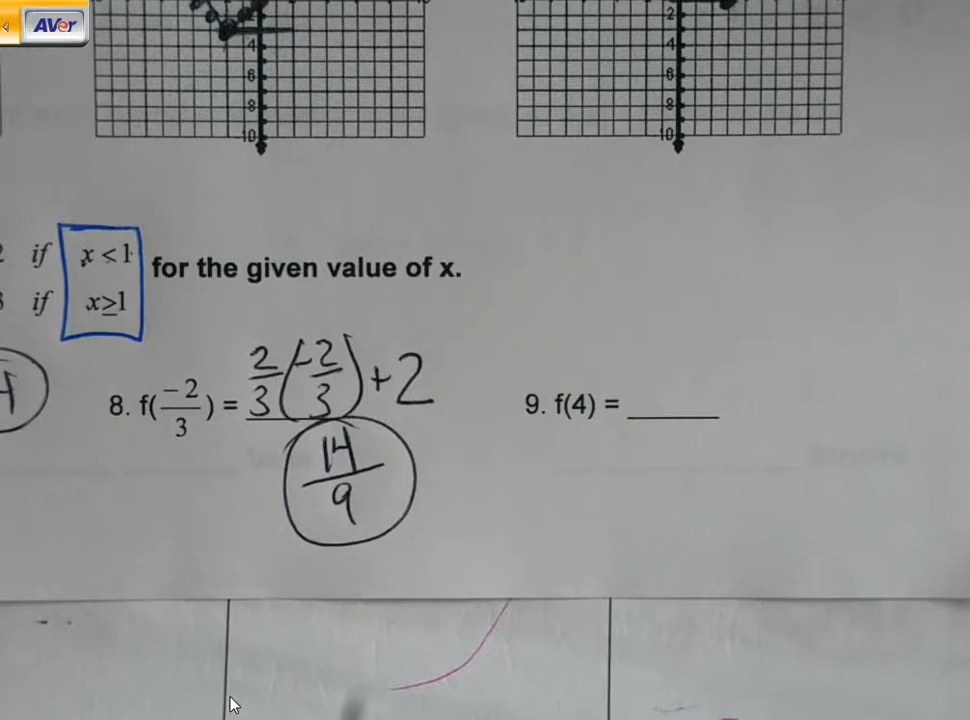 AVer
4
6
8
-10
2
4
6
8
10
2 if x < 1
if x≥1
for the given value of x.
8. f(-2/3) = 2/3(-2/3)+2
14/9
9. f(4) = ______